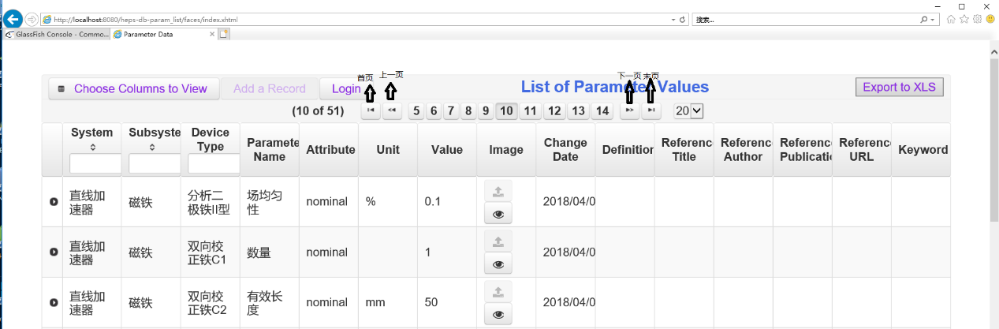 http://localhost:8080/heps-db-param_list/faces/index.xhtml
搜索...
GlassFish Console - Commo...
Parameter Data
首页
上一页
下一页
末页
Choose Columns to View
Add a Record
Login
List of Parameter Values
Export to XLS
(10 of 51)
5 6 7 8 9 10 11 12 13 14
20
System
Subsyste
Device
Type
Paramete
Name
Attribute
Unit
Value
Image
Change
Date
Definition
Referenc
Title
Referenc
Author
Referenc
Publicati
Referenc
URL
Keyword
直线加
速器
磁铁
分析二
极铁II型
场均匀
性
nominal
%
0.1
2018/04/0
直线加
速器
磁铁
双向校
正铁C1
数量
nominal
1
2018/04/0
直线加
速器
磁铁
双向校
正铁C2
有效长
度
nominal
mm
50
2018/04/0